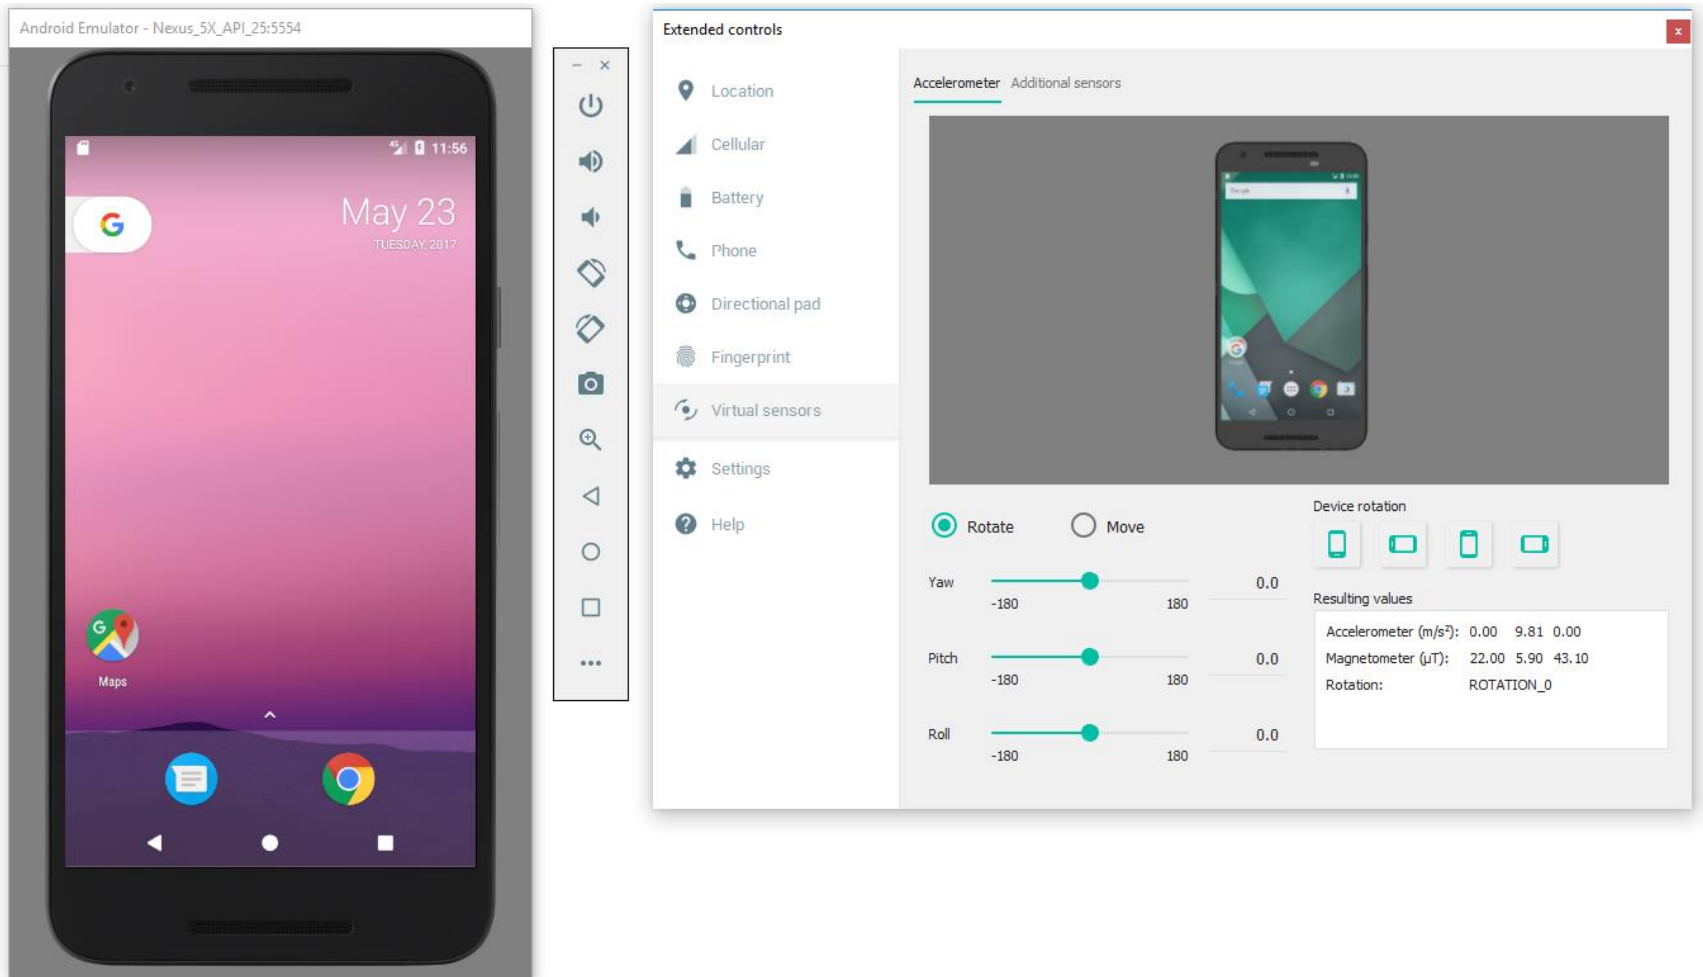 Android Emulator - Nexus_5X_API_25:5554
4G 11:56
May 23
TUESDAY, 2017
G
G
Maps
Extended controls
x
Location
Cellular
Battery
Phone
Directional pad
Fingerprint
Virtual sensors
Settings
? Help
Accelerometer Additional sensors
Google
G
Rotate Move
Yaw 0.0
-180 180
Pitch 0.0
-180 180
Roll 0.0
-180 180
Device rotation
Resulting values
Accelerometer (m/s²): 0.00 9.81 0.00
Magnetometer (μT): 22.00 5.90 43.10
Rotation: ROTATION_0